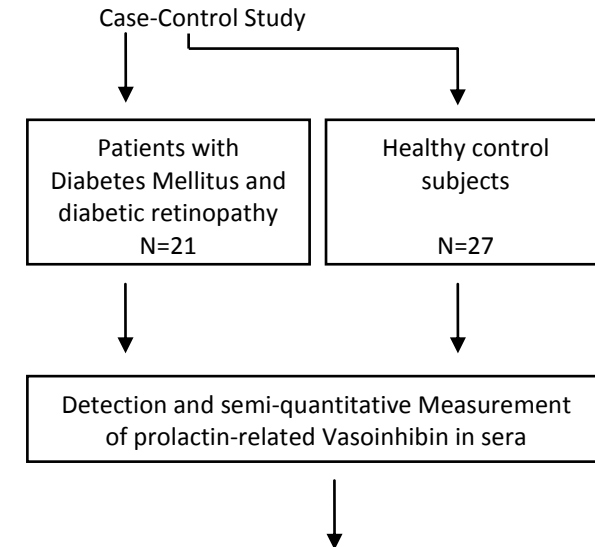 Case-Control Study
Patients with
Diabetes Mellitus and
diabetic retinopathy
N=21
Healthy control
subjects
N=27
Detection and semi-quantitative Measurement
of prolactin-related Vasoinhibin in sera